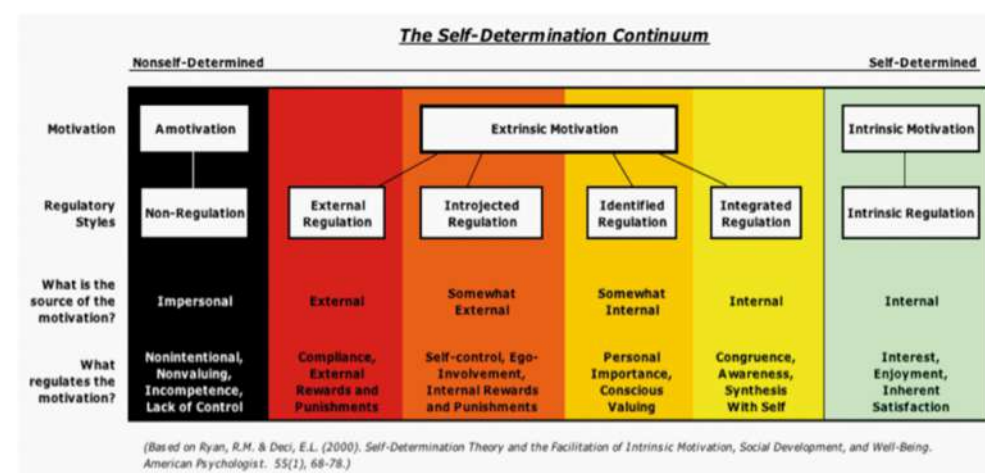 The Self-Determination Continuum
Nonself-Determined
Self-Determined
Motivation
Amotivation
Extrinsic Motivation
Intrinsic Motivation
Regulatory
Styles
Non-Regulation
External
Regulation
Introjected
Regulation
Identified
Regulation
Integrated
Regulation
Intrinsic Regulation
What is the
source of the
motivation?
Impersonal
External
Somewhat
External
Somewhat
Internal
Internal
Internal
What
regulates the
motivation?
Nonintentional,
Nonvaluing,
Incompetence,
Lack of Control
Compliance,
External
Rewards and
Punishments
Self-control, Ego-
Involvement,
Internal Rewards
and Punishments
Personal
Importance,
Conscious
Valuing
Congruence,
Awareness,
Synthesis
With Self
Interest,
Enjoyment,
Inherent
Satisfaction
(Based on Ryan, R.M. & Deci, E.L. (2000). Self-Determination Theory and the Facilitation of Intrinsic Motivation, Social Development, and Well-Being.
American Psychologist. 55(1), 68-78.)